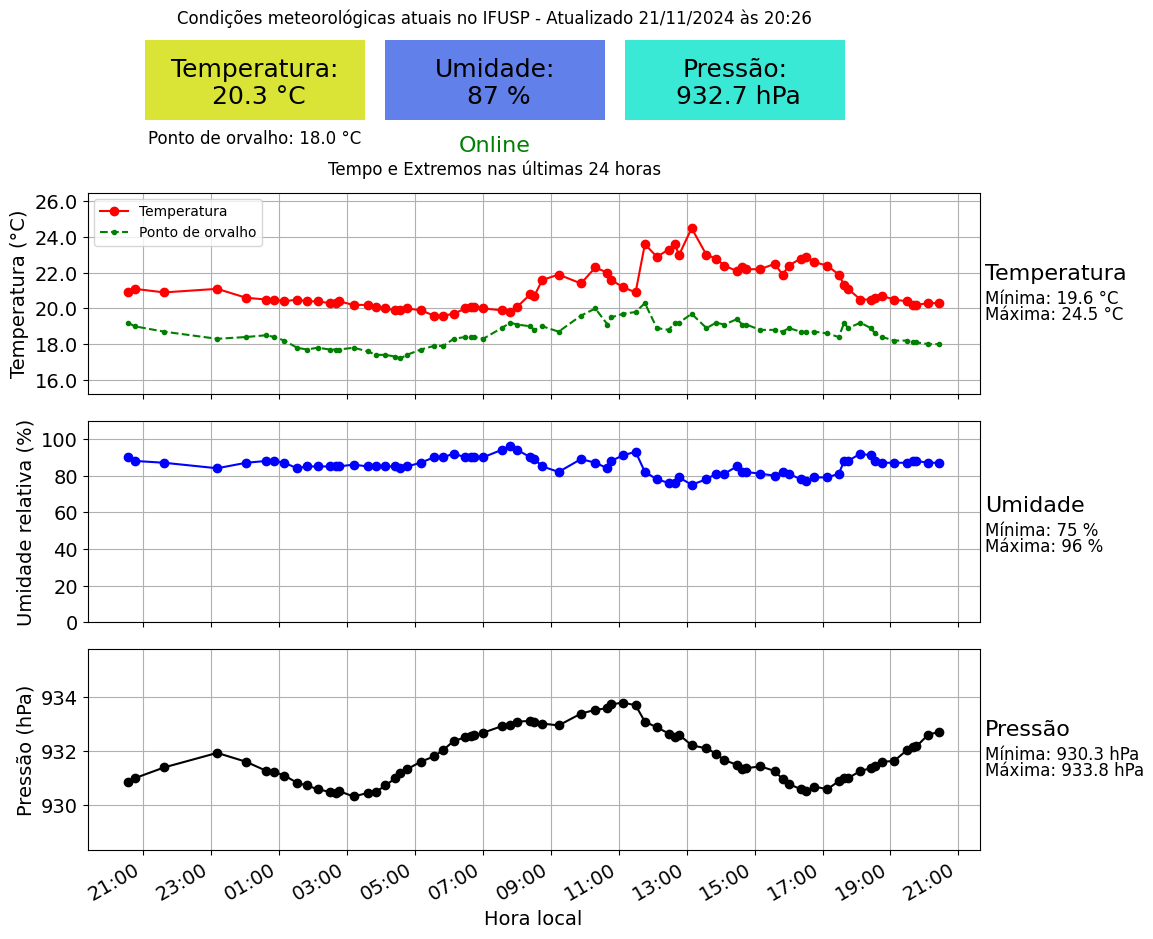 Condições meteorológicas atuais no IFUSP - Atualizado 21/11/2024 às 20:26
Temperatura:
20.3 °C
Umidade:
87 %
Pressão:
932.7 hPa
Ponto de orvalho: 18.0 °C
Online
Tempo e Extremos nas últimas 24 horas
Temperatura (°C)
26.0
24.0
22.0
20.0
18.0
16.0
Temperatura
Ponto de orvalho
Temperatura
Mínima: 19.6 °C
Máxima: 24.5 °C
Umidade relativa (%)
100
80
60
40
20
0
Umidade
Mínima: 75 %
Máxima: 96 %
Pressão (hPa)
934
932
930
Pressão
Mínima: 930.3 hPa
Máxima: 933.8 hPa
21:00 23:00 01:00 03:00 05:00 07:00 09:00 11:00 13:00 15:00 17:00 19:00 21:00
Hora local